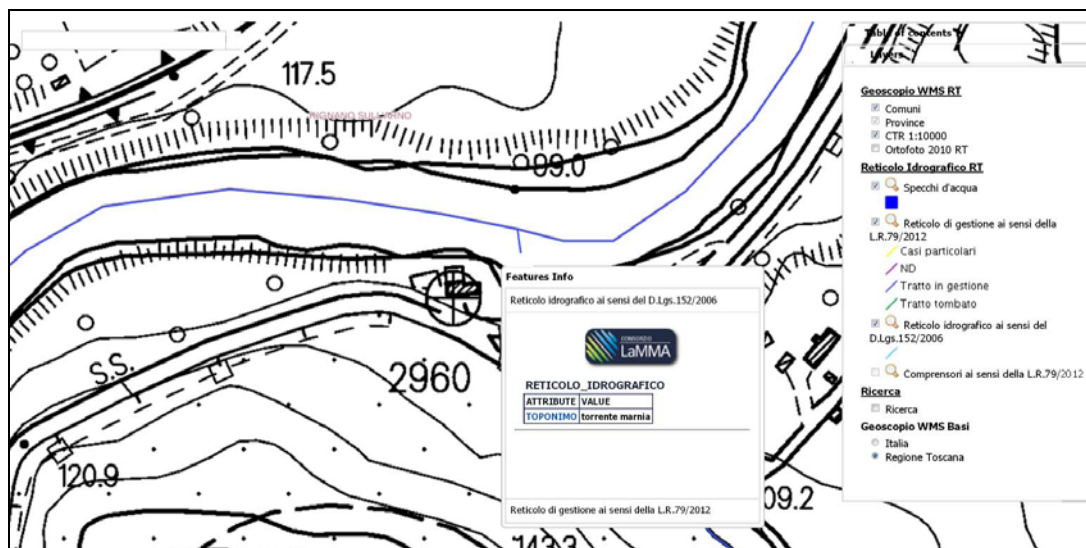 Table of contents
Layers
117.5
RIGNANO SULL'ARNO
99.0
S.S.
2960
120.9
09.2
143.3
Geoscopio WMS RT
Comuni
Province
CTR 1:10000
Ortofoto 2010 RT
Reticolo Idrografico RT
Specchi d'acqua
Reticolo di gestione ai sensi della
L.R.79/2012
Casi particolari
ND
Tratto in gestione
Tratto tombato
Reticolo idrografico ai sensi del
D.Lgs.152/2006
Comprensori ai sensi della L.R.79/2012
Ricerca
Ricerca
Geoscopio WMS Basi
Italia
Regione Toscana
Features Info
Reticolo idrografico ai sensi del D.Lgs.152/2006
CONSORZIO
LaMMA
RETICOLO_IDROGRAFICO
ATTRIBUTE VALUE
TOPONIMO torrente marnia
Reticolo di gestione ai sensi della L.R.79/2012